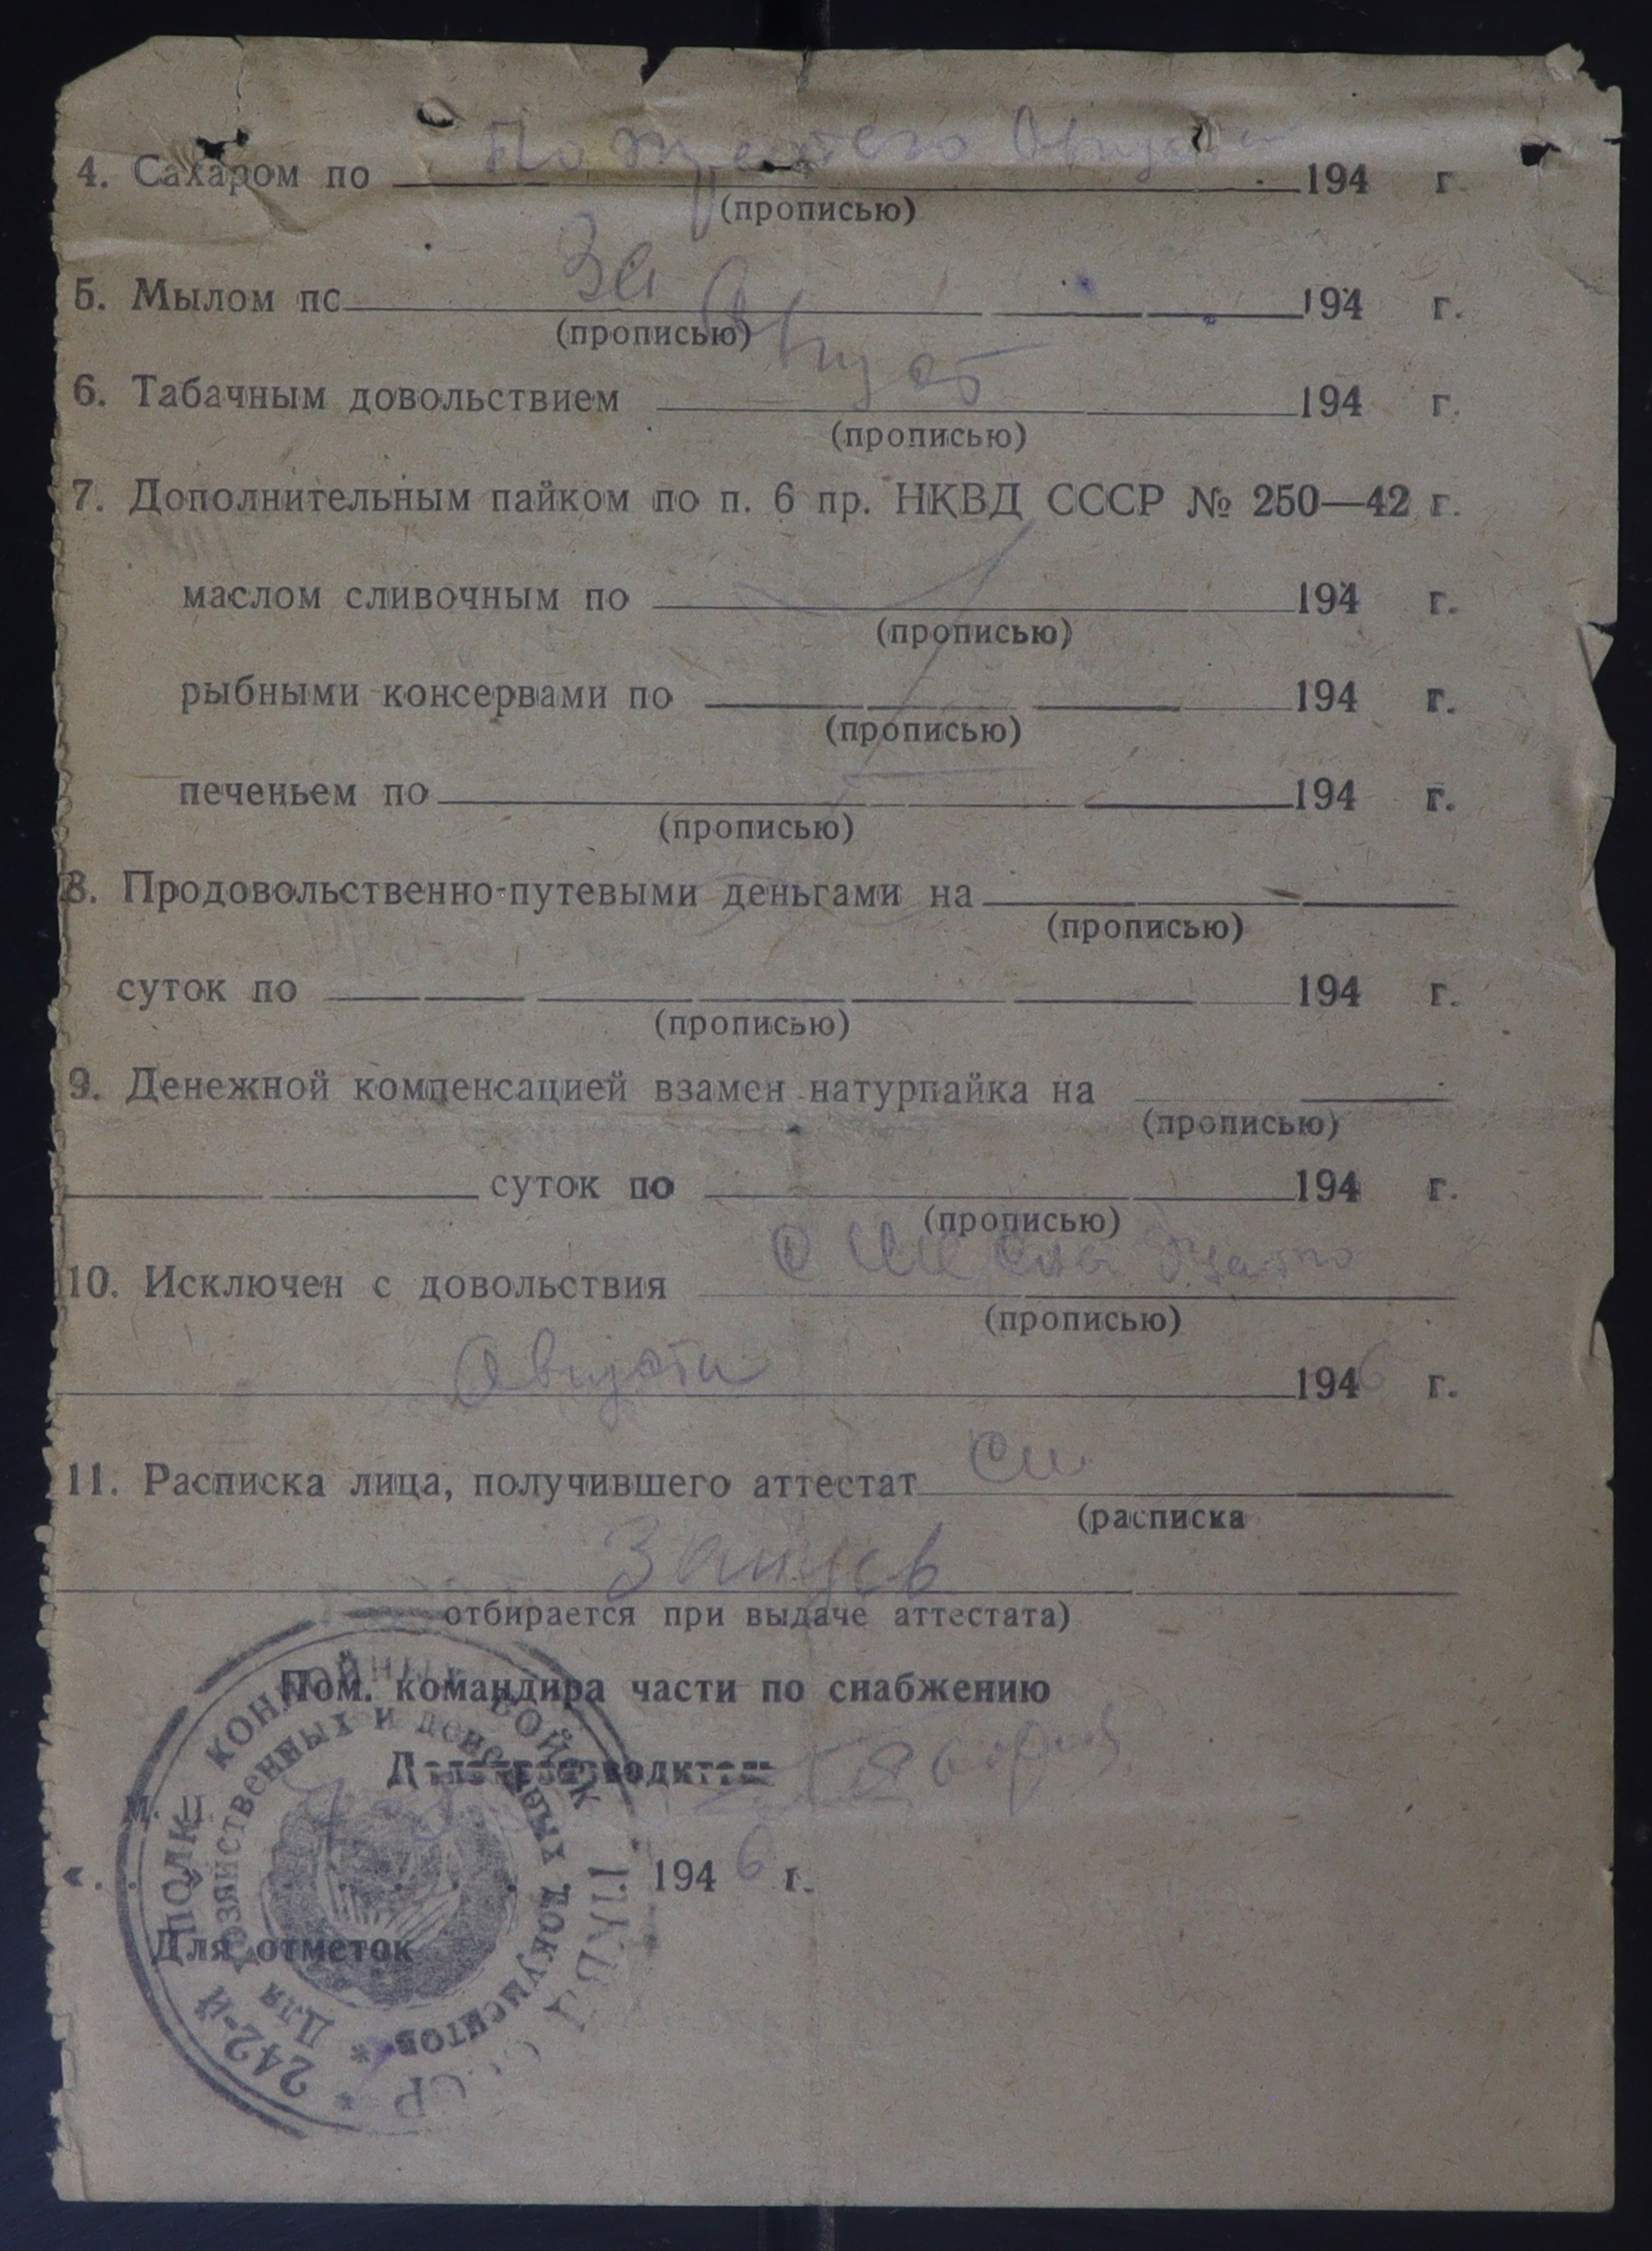 4. Сахаром по По Августа 194 г.
(прописью)
5. Мылом по За 194 г.
(прописью)
Август
6. Табачным довольствием 194 г.
(прописью)
7. Дополнительным пайком по п. 6 пр. НКВД СССР № 250—42 г.
маслом сливочным по 194 г.
(прописью)
рыбными консервами по 194 г.
(прописью)
печеньем по 194 г.
(прописью)
8. Продовольственно-путевыми деньгами на
(прописью)
суток по 194 г.
(прописью)
9. Денежной компенсацией взамен натурпайка на
(прописью)
суток по 194 г.
(прописью)
10. Исключен с довольствия С
(прописью)
Августа 1946 г.
11. Расписка лица, получившего аттестат
(расписка
отбирается при выдаче аттестата)
Пом. командира части по снабжению
Делопроизводитель
М. П.
« 1946 г.
Для отметок
242-Й ПОЛК КОНВОЙНЫХ ВОЙСК НКВД СССР
Для хозяйственных и денежных документов